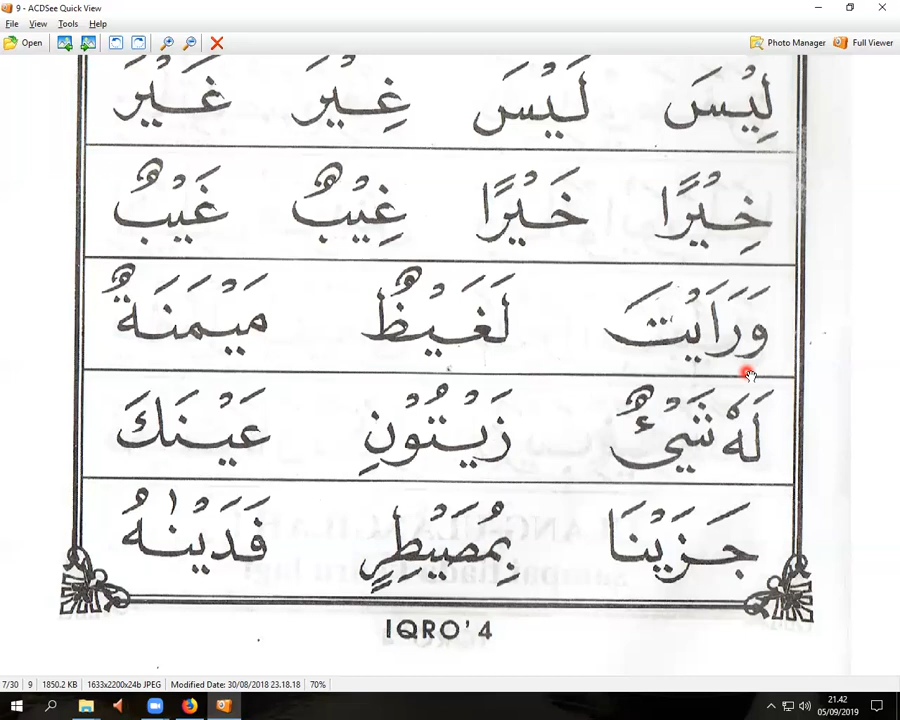 9 - ACDSee Quick View
File View Tools Help
Open Photo Manager Full Viewer
لِيْسَ لَيْسَ غِيْرَ غَيْرَ
خِيْرًا خَيْرًا غِيْبٌ غَيْبٌ
وَرَاَيْتَ لَغَيْظٌ مَيْمَنَةٌ
لَهٗ شَيْءٌ زَيْتُوْنِ عَيْنَكَ
جَزَيْنَا بِمُصَيْطِرٍ فَدَيْنٰهُ
IQRO'4
7/30 9 1850.2 KB 1633x2200x24b JPEG Modified Date: 30/08/2018 23.18.18 70%
21.42
05/09/2019